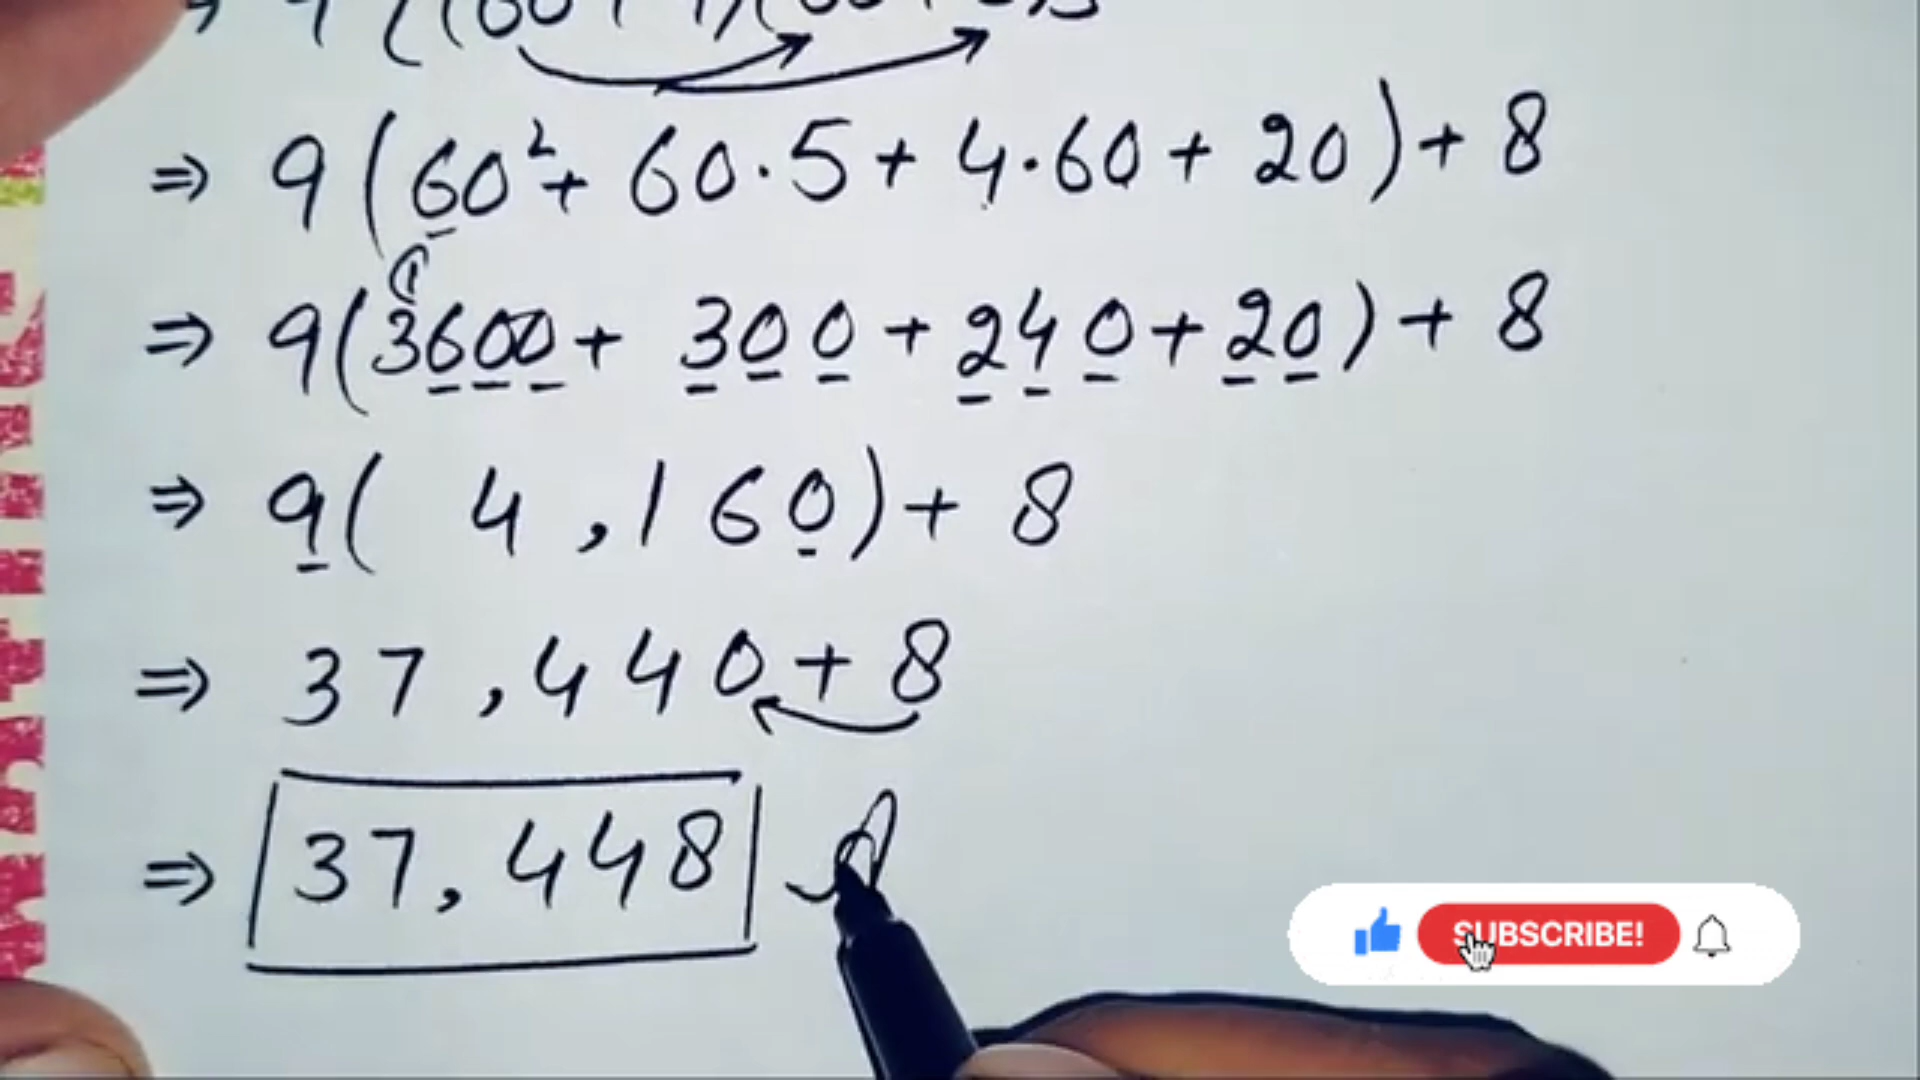 ⇒ 9 (60² + 60·5 + 4·60 + 20) + 8
①
⇒ 9(3600 + 300 + 240 + 20) + 8
⇒ 9( 4,160) + 8
⇒ 37,440 + 8
⇒ 37,448
SUBSCRIBE!